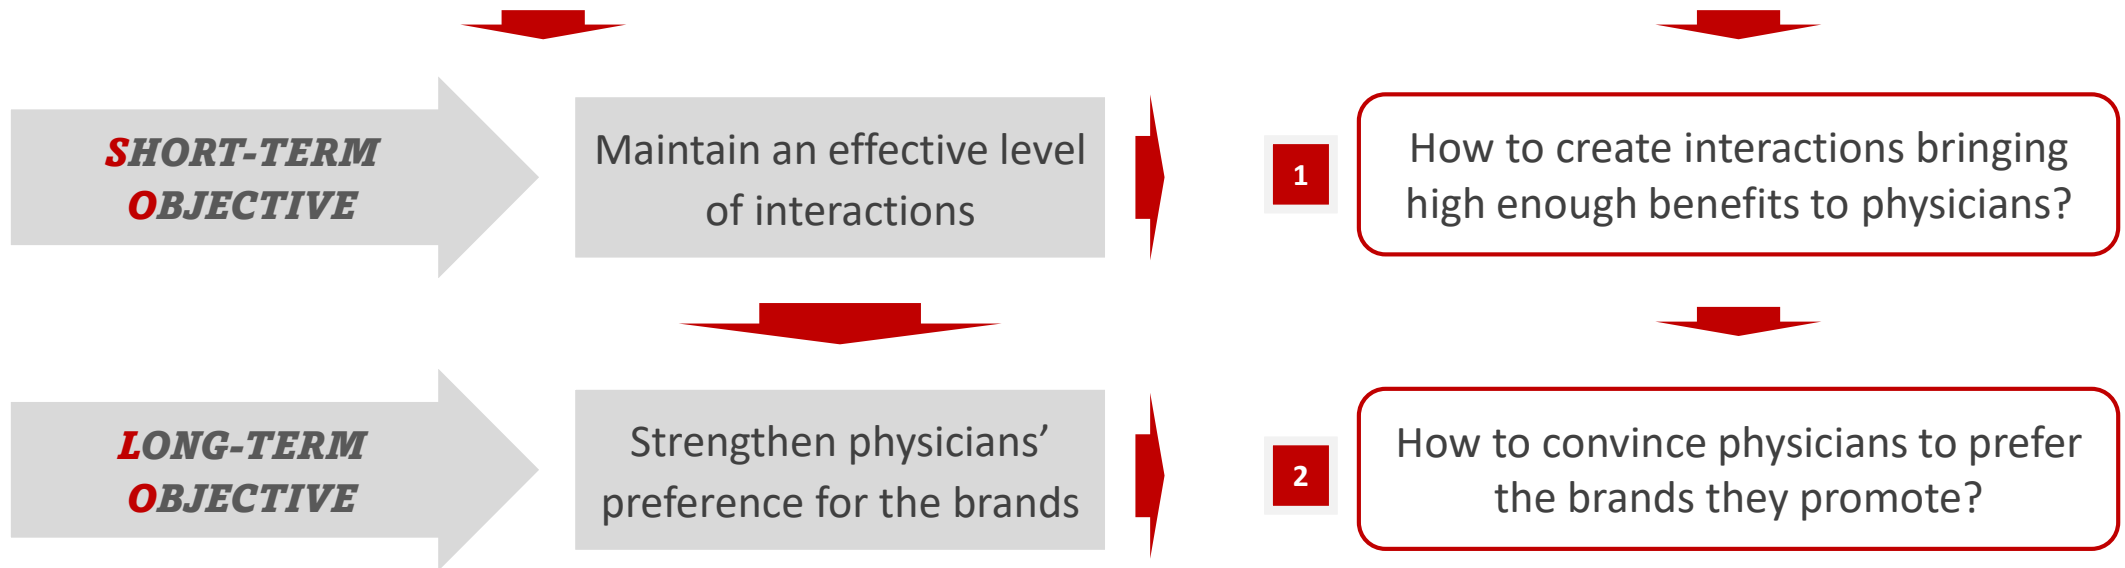 SHORT-TERM
OBJECTIVE
Maintain an effective level
of interactions
1
How to create interactions bringing
high enough benefits to physicians?
LONG-TERM
OBJECTIVE
Strengthen physicians’
preference for the brands
2
How to convince physicians to prefer
the brands they promote?